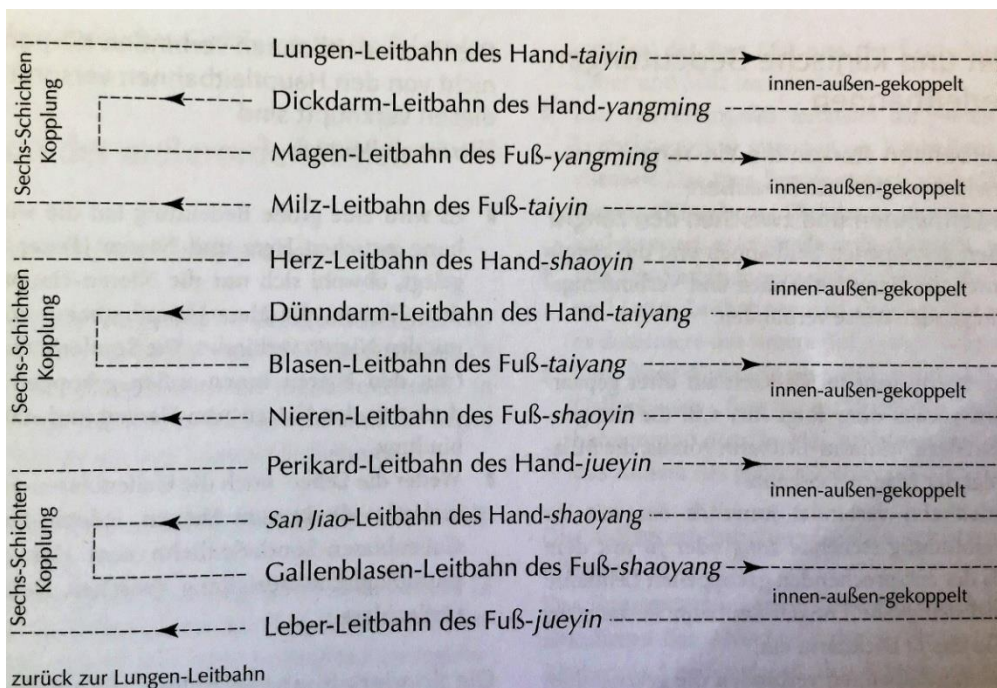 Lungen-Leitbahn des Hand-taiyin
innen-außen-gekoppelt
Dickdarm-Leitbahn des Hand-yangming
Sechs-Schichten
Kopplung
Magen-Leitbahn des Fuß-yangming
innen-außen-gekoppelt
Milz-Leitbahn des Fuß-taiyin
Herz-Leitbahn des Hand-shaoyin
innen-außen-gekoppelt
Dünndarm-Leitbahn des Hand-taiyang
Sechs-Schichten
Kopplung
Blasen-Leitbahn des Fuß-taiyang
innen-außen-gekoppelt
Nieren-Leitbahn des Fuß-shaoyin
Perikard-Leitbahn des Hand-jueyin
innen-außen-gekoppelt
San Jiao-Leitbahn des Hand-shaoyang
Sechs-Schichten
Kopplung
Gallenblasen-Leitbahn des Fuß-shaoyang
innen-außen-gekoppelt
Leber-Leitbahn des Fuß-jueyin
zurück zur Lungen-Leitbahn